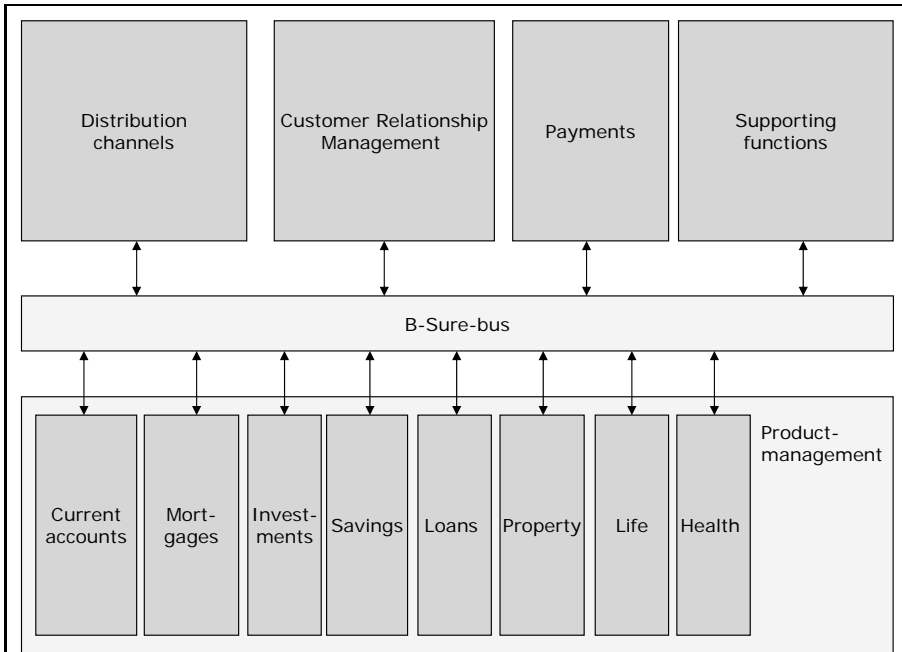 Distribution
channels
Customer Relationship
Management
Payments
Supporting
functions
B-Sure-bus
Product-
management
Current
accounts
Mort-
gages
Invest-
ments
Savings
Loans
Property
Life
Health